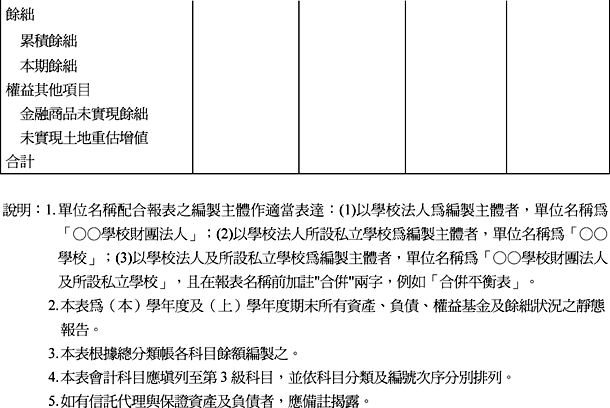 餘絀
累積餘絀
本期餘絀
權益其他項目
金融商品未實現餘絀
未實現土地重估增值
合計
說明：1.單位名稱配合報表之編製主體作適當表達：(1)以學校法人為編製主體者，單位名稱為
「○○學校財團法人」；(2)以學校法人所設私立學校為編製主體者，單位名稱為「○○
學校」；(3)以學校法人及所設私立學校為編製主體者，單位名稱為「○○學校財團法人
及所設私立學校」，且在報表名稱前加註"合併"兩字，例如「合併平衡表」。
2.本表為（本）學年度及（上）學年度期末所有資產、負債、權益基金及餘絀狀況之靜態
報告。
3.本表根據總分類帳各科目餘額編製之。
4.本表會計科目應填列至第3級科目，並依科目分類及編號次序分別排列。
5.如有信託代理與保證資產及負債者，應備註揭露。